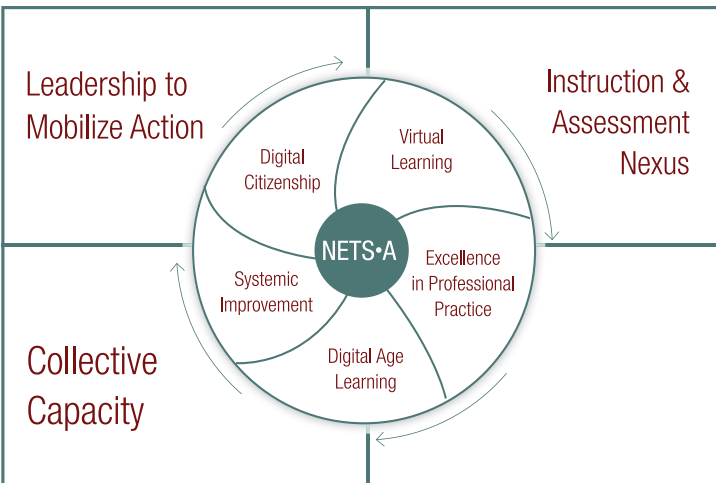 Leadership to
Mobilize Action
Instruction &
Assessment
Nexus
Digital
Citizenship
Virtual
Learning
NETS•A
Systemic
Improvement
Excellence
in Professional
Practice
Digital Age
Learning
Collective
Capacity